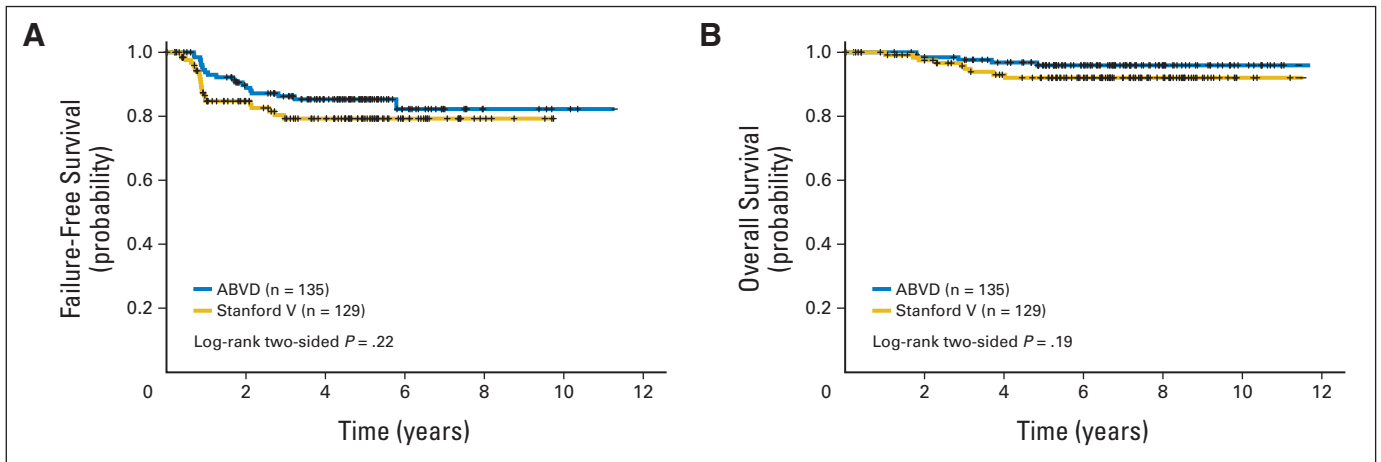 A
Failure-Free Survival
(probability)
1.0
0.8
0.6
0.4
0.2
0
2
4
6
8
10
12
Time (years)
ABVD (n = 135)
Stanford V (n = 129)
Log-rank two-sided P = .22
B
Overall Survival
(probability)
1.0
0.8
0.6
0.4
0.2
0
2
4
6
8
10
12
Time (years)
ABVD (n = 135)
Stanford V (n = 129)
Log-rank two-sided P = .19